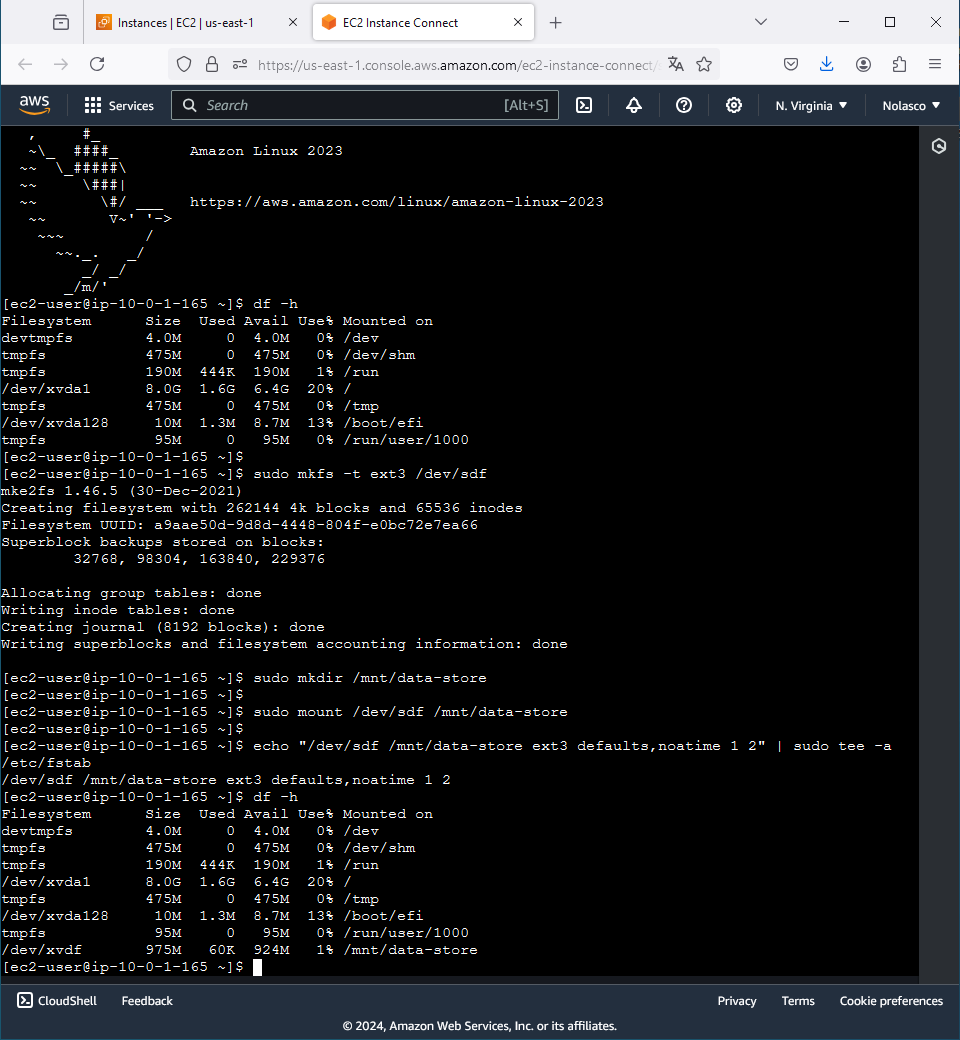 Instances | EC2 | us-east-1
EC2 Instance Connect
https://us-east-1.console.aws.amazon.com/ec2-instance-connect/
aws
Services
Search
[Alt+S]
N. Virginia
Nolasco
   ,     #_
   ~\_  ####_        Amazon Linux 2023
  ~~  \_#####\
  ~~     \###|
  ~~       \#/ ___   https://aws.amazon.com/linux/amazon-linux-2023
   ~~       V~' '->
    ~~~         /
      ~~._.   _/
         _/ _/
       _/m/'
[ec2-user@ip-10-0-1-165 ~]$ df -h
Filesystem      Size  Used Avail Use% Mounted on
devtmpfs        4.0M     0  4.0M   0% /dev
tmpfs           475M     0  475M   0% /dev/shm
tmpfs           190M  444K  190M   1% /run
/dev/xvda1      8.0G  1.6G  6.4G  20% /
tmpfs           475M     0  475M   0% /tmp
/dev/xvda128     10M  1.3M  8.7M  13% /boot/efi
tmpfs            95M     0   95M   0% /run/user/1000
[ec2-user@ip-10-0-1-165 ~]$
[ec2-user@ip-10-0-1-165 ~]$ sudo mkfs -t ext3 /dev/sdf
mke2fs 1.46.5 (30-Dec-2021)
Creating filesystem with 262144 4k blocks and 65536 inodes
Filesystem UUID: a9aae50d-9d8d-4448-804f-e0bc72e7ea66
Superblock backups stored on blocks:
        32768, 98304, 163840, 229376
Allocating group tables: done
Writing inode tables: done
Creating journal (8192 blocks): done
Writing superblocks and filesystem accounting information: done
[ec2-user@ip-10-0-1-165 ~]$ sudo mkdir /mnt/data-store
[ec2-user@ip-10-0-1-165 ~]$
[ec2-user@ip-10-0-1-165 ~]$ sudo mount /dev/sdf /mnt/data-store
[ec2-user@ip-10-0-1-165 ~]$
[ec2-user@ip-10-0-1-165 ~]$ echo "/dev/sdf /mnt/data-store ext3 defaults,noatime 1 2" | sudo tee -a
/etc/fstab
/dev/sdf /mnt/data-store ext3 defaults,noatime 1 2
[ec2-user@ip-10-0-1-165 ~]$ df -h
Filesystem      Size  Used Avail Use% Mounted on
devtmpfs        4.0M     0  4.0M   0% /dev
tmpfs           475M     0  475M   0% /dev/shm
tmpfs           190M  444K  190M   1% /run
/dev/xvda1      8.0G  1.6G  6.4G  20% /
tmpfs           475M     0  475M   0% /tmp
/dev/xvda128     10M  1.3M  8.7M  13% /boot/efi
tmpfs            95M     0   95M   0% /run/user/1000
/dev/xvdf       975M   60K  924M   1% /mnt/data-store
[ec2-user@ip-10-0-1-165 ~]$
CloudShell
Feedback
Privacy
Terms
Cookie preferences
© 2024, Amazon Web Services, Inc. or its affiliates.